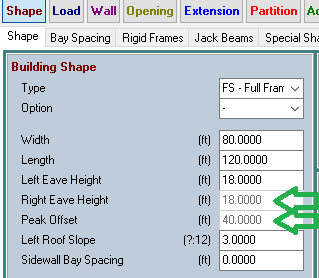 Shape Load Wall Opening Extension Partition
Shape Bay Spacing Rigid Frames Jack Beams Special
Building Shape
Type FS - Full
Option -
Width (ft) 80.0000
Length (ft) 120.0000
Left Eave Height (ft) 18.0000
Right Eave Height (ft) 18.0000
Peak Offset (ft) 40.0000
Left Roof Slope (?:12) 3.0000
Sidewall Bay Spacing (ft) 0.0000